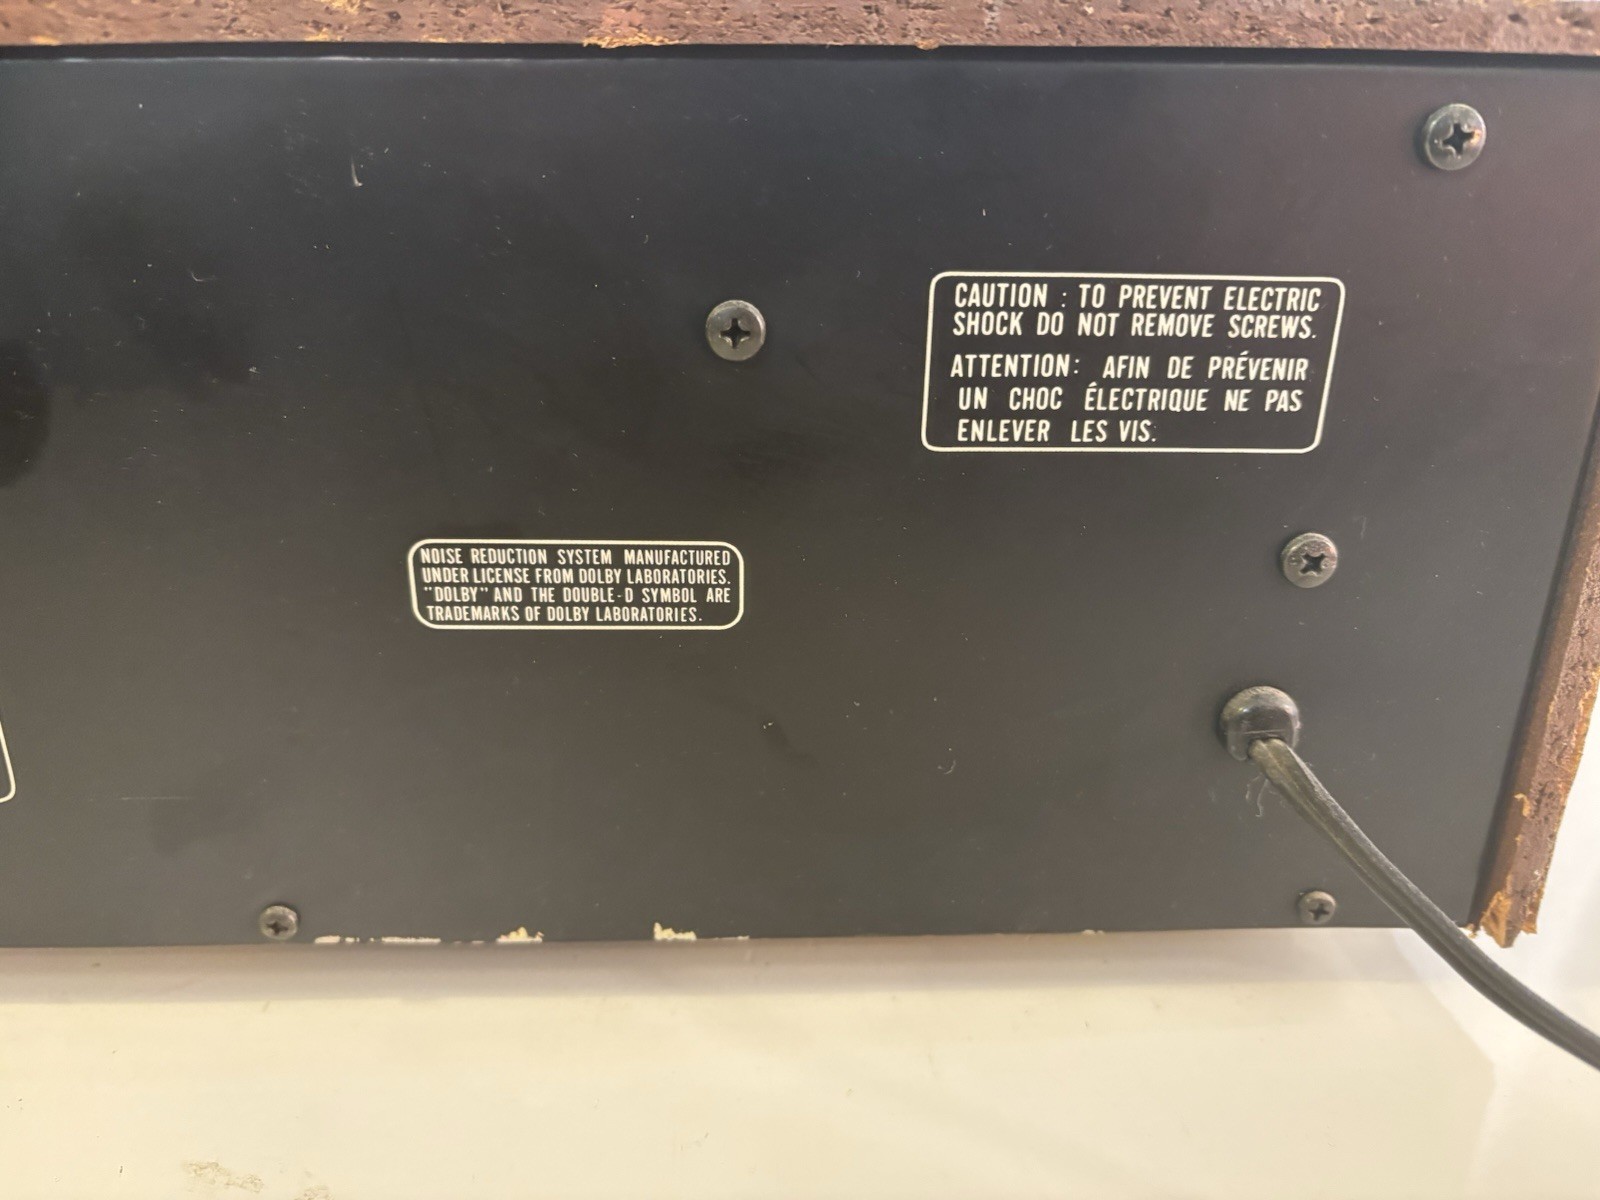 CAUTION : TO PREVENT ELECTRIC
SHOCK DO NOT REMOVE SCREWS.
ATTENTION: AFIN DE PRÉVENIR
UN CHOC ÉLECTRIQUE NE PAS
ENLEVER LES VIS.
NOISE REDUCTION SYSTEM MANUFACTURED
UNDER LICENSE FROM DOLBY LABORATORIES.
"DOLBY" AND THE DOUBLE-D SYMBOL ARE
TRADEMARKS OF DOLBY LABORATORIES.